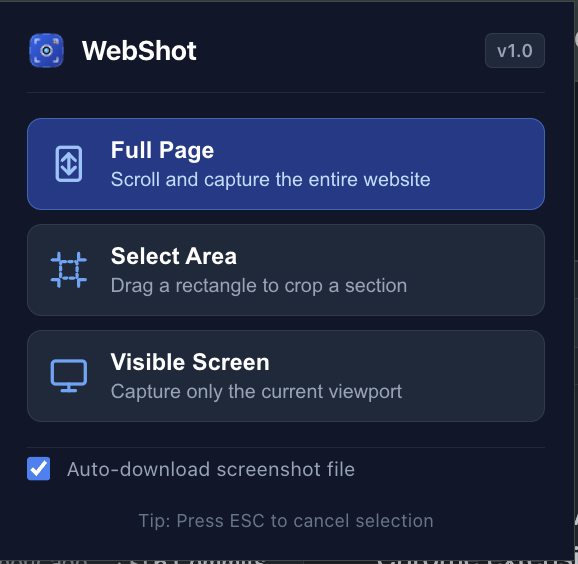 WebShot
v1.0
Full Page
Scroll and capture the entire website
Select Area
Drag a rectangle to crop a section
Visible Screen
Capture only the current viewport
Auto-download screenshot file
Tip: Press ESC to cancel selection